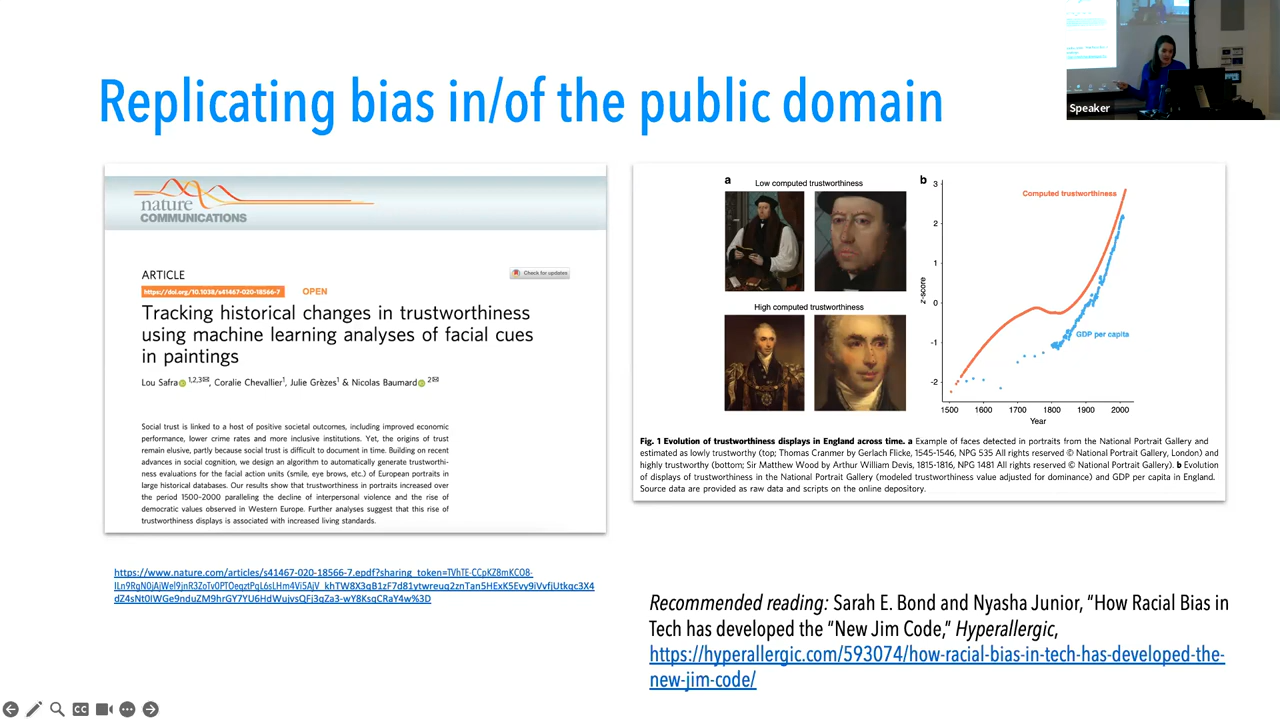 Replicating bias in/of the public domain
Speaker
nature
COMMUNICATIONS
ARTICLE
Check for updates
https://doi.org/10.1038/s41467-020-18566-7
OPEN
Tracking historical changes in trustworthiness
using machine learning analyses of facial cues
in paintings
Lou Safra 1,2,3✉, Coralie Chevallier1, Julie Grèzes1 & Nicolas Baumard 2✉
Social trust is linked to a host of positive societal outcomes, including improved economic
performance, lower crime rates and more inclusive institutions. Yet, the origins of trust
remain elusive, partly because social trust is difficult to document in time. Building on recent
advances in social cognition, we design an algorithm to automatically generate trustworthi-
ness evaluations for the facial action units (smile, eye brows, etc.) of European portraits in
large historical databases. Our results show that trustworthiness in portraits increased over
the period 1500–2000 paralleling the decline of interpersonal violence and the rise of
democratic values observed in Western Europe. Further analyses suggest that this rise of
trustworthiness displays is associated with increased living standards.
a
Low computed trustworthiness
High computed trustworthiness
b
3
2
1
0
-1
-2
z-score
Computed trustworthiness
GDP per capita
1500 1600 1700 1800 1900 2000
Year
Fig. 1 Evolution of trustworthiness displays in England across time. a Example of faces detected in portraits from the National Portrait Gallery and
estimated as lowly trustworthy (top; Thomas Cranmer by Gerlach Flicke, 1545-1546, NPG 535 All rights reserved © National Portrait Gallery, London) and
highly trustworthy (bottom; Sir Matthew Wood by Arthur William Devis, 1815-1816, NPG 1481 All rights reserved © National Portrait Gallery). b Evolution
of displays of trustworthiness in the National Portrait Gallery (modeled trustworthiness value adjusted for dominance) and GDP per capita in England.
Source data are provided as raw data and scripts on the online depository.
https://www.nature.com/articles/s41467-020-18566-7.epdf?sharing_token=TVhTE-CCpKZ8mKCO8-
Recommended reading: Sarah E. Bond and Nyasha Junior, “How Racial Bias in
Tech has developed the “New Jim Code,” Hyperallergic,
https://hyperallergic.com/593074/how-racial-bias-in-tech-has-developed-the-
new-jim-code/
CC